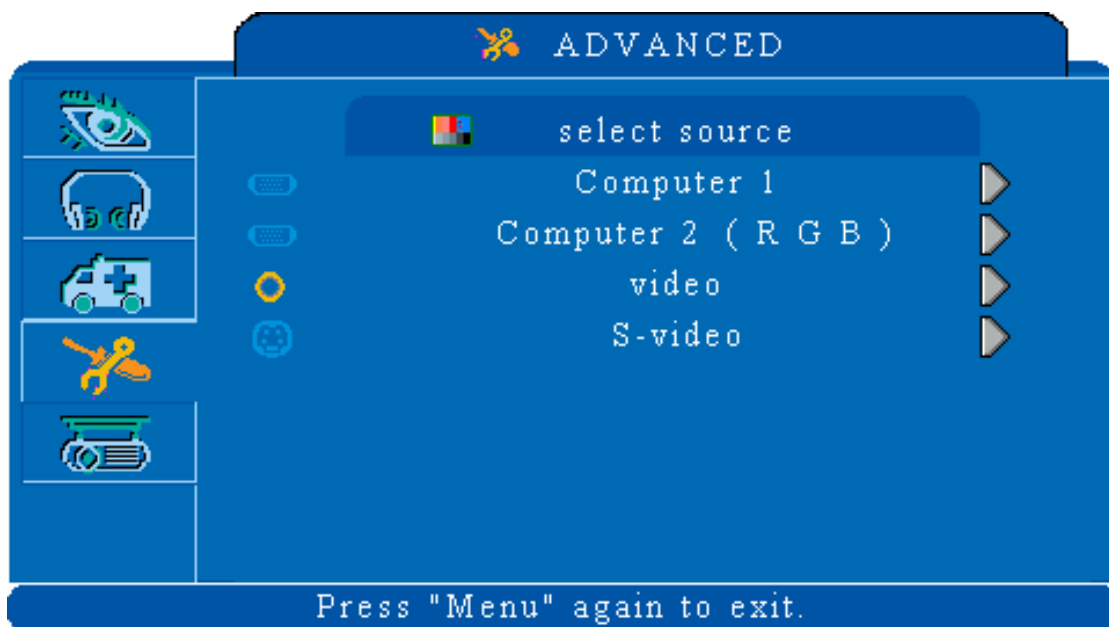 ADVANCED
select source
Computer 1
Computer 2 ( R G B )
video
S-video
Press "Menu" again to exit.